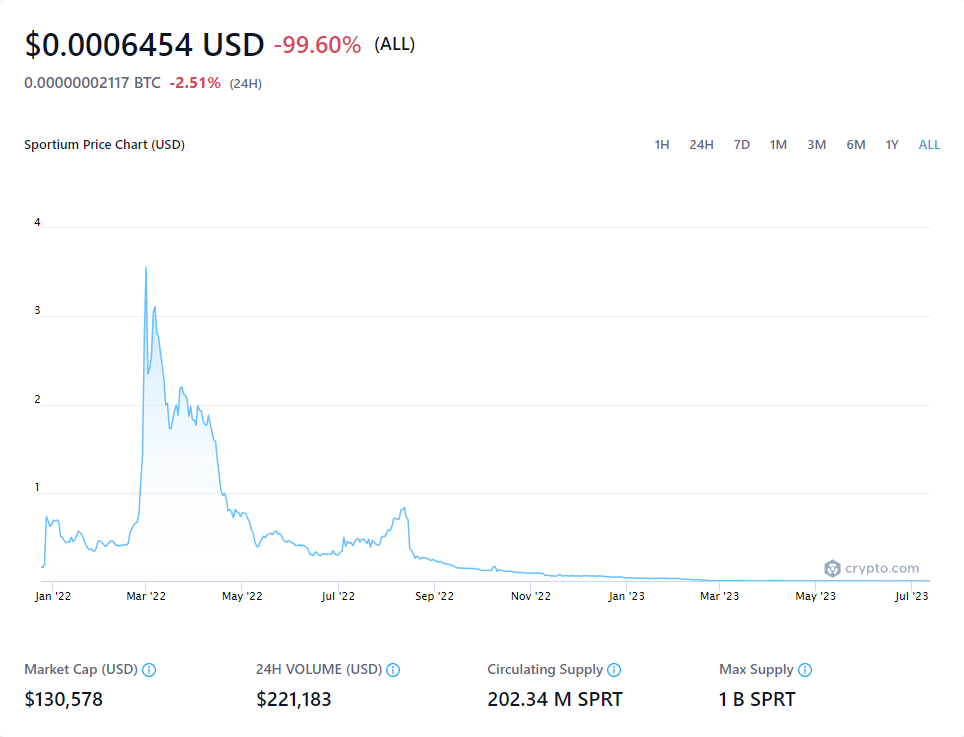 $0.0006454 USD -99.60% (ALL)
0.00000002117 BTC -2.51% (24H)
Sportium Price Chart (USD) 1H 24H 7D 1M 3M 6M 1Y ALL
4
3
2
1
crypto.com
Jan '22 Mar '22 May '22 Jul '22 Sep '22 Nov '22 Jan '23 Mar '23 May '23 Jul '23
Market Cap (USD) 24H VOLUME (USD) Circulating Supply Max Supply
$130,578 $221,183 202.34 M SPRT 1 B SPRT